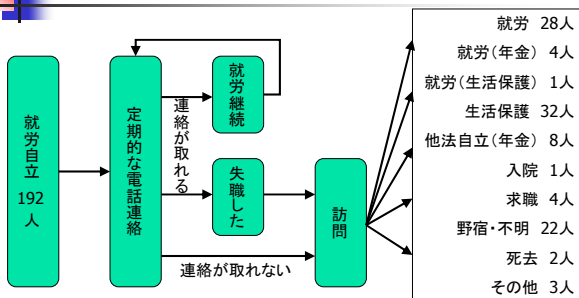 就労自立
192
人
定期的な電話連絡
連絡が取れる
就労継続
失職した
連絡が取れない
訪問
就労 28人
就労(年金) 4人
就労(生活保護) 1人
生活保護 32人
他法自立(年金) 8人
入院 1人
求職 4人
野宿・不明 22人
死去 2人
その他 3人